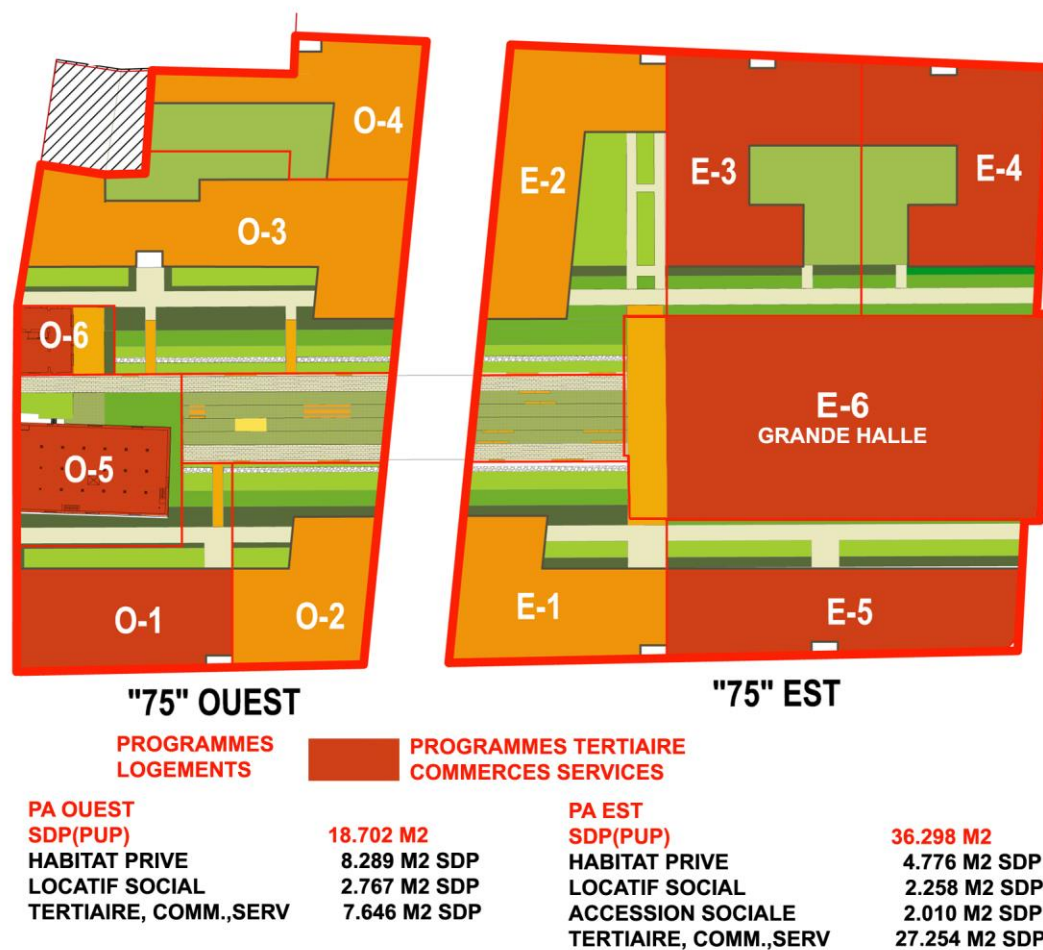 O-4
E-3
E-4
E-2
O-3
O-6
E-6
GRANDE HALLE
O-5
O-1
O-2
E-1
E-5
"75" OUEST
"75" EST
PROGRAMMES
LOGEMENTS
PROGRAMMES TERTIAIRE
COMMERCES SERVICES
PA OUEST
SDP(PUP) 18.702 M2
HABITAT PRIVE 8.289 M2 SDP
LOCATIF SOCIAL 2.767 M2 SDP
TERTIAIRE, COMM.,SERV 7.646 M2 SDP
PA EST
SDP(PUP) 36.298 M2
HABITAT PRIVE 4.776 M2 SDP
LOCATIF SOCIAL 2.258 M2 SDP
ACCESSION SOCIALE 2.010 M2 SDP
TERTIAIRE, COMM.,SERV 27.254 M2 SDP